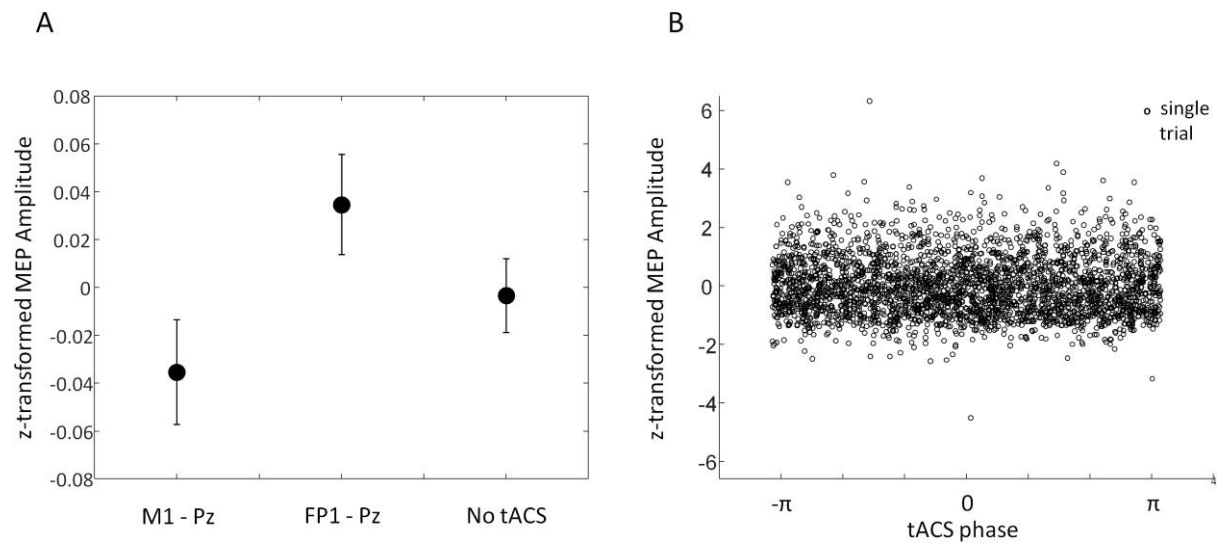 A
z-transformed MEP Amplitude
0.08
0.06
0.04
0.02
0
-0.02
-0.04
-0.06
-0.08
M1 - Pz
FP1 - Pz
No tACS
B
z-transformed MEP Amplitude
6
4
2
0
-2
-4
-6
single
trial
-π
0
π
4
tACS phase